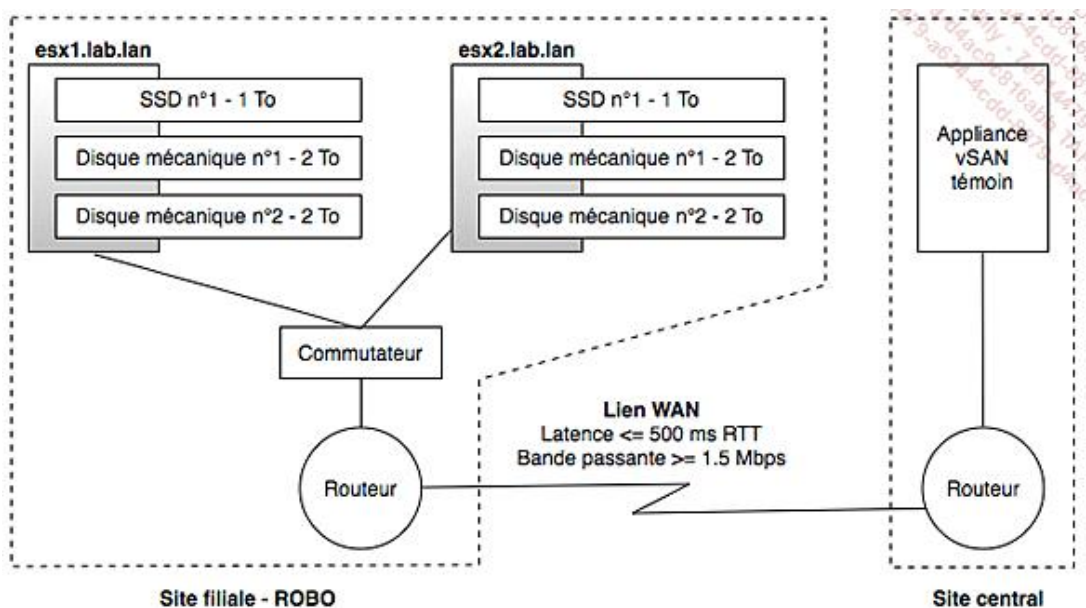 esx1.lab.lan
SSD n°1 - 1 To
Disque mécanique n°1 - 2 To
Disque mécanique n°2 - 2 To
esx2.lab.lan
SSD n°1 - 1 To
Disque mécanique n°1 - 2 To
Disque mécanique n°2 - 2 To
Appliance
vSAN
témoin
Commutateur
Routeur
Lien WAN
Latence <= 500 ms RTT
Bande passante >= 1.5 Mbps
Routeur
Site filiale - ROBO
Site central